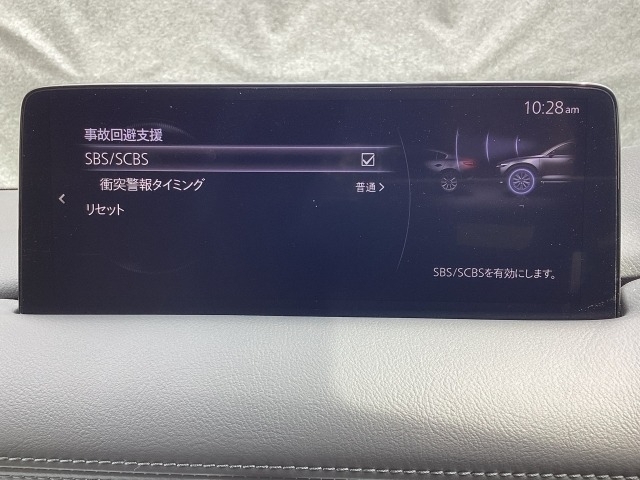 10:28am
事故回避支援
SBS/SCBS
衝突警報タイミング 普通
リセット
SBS/SCBSを有効にします。